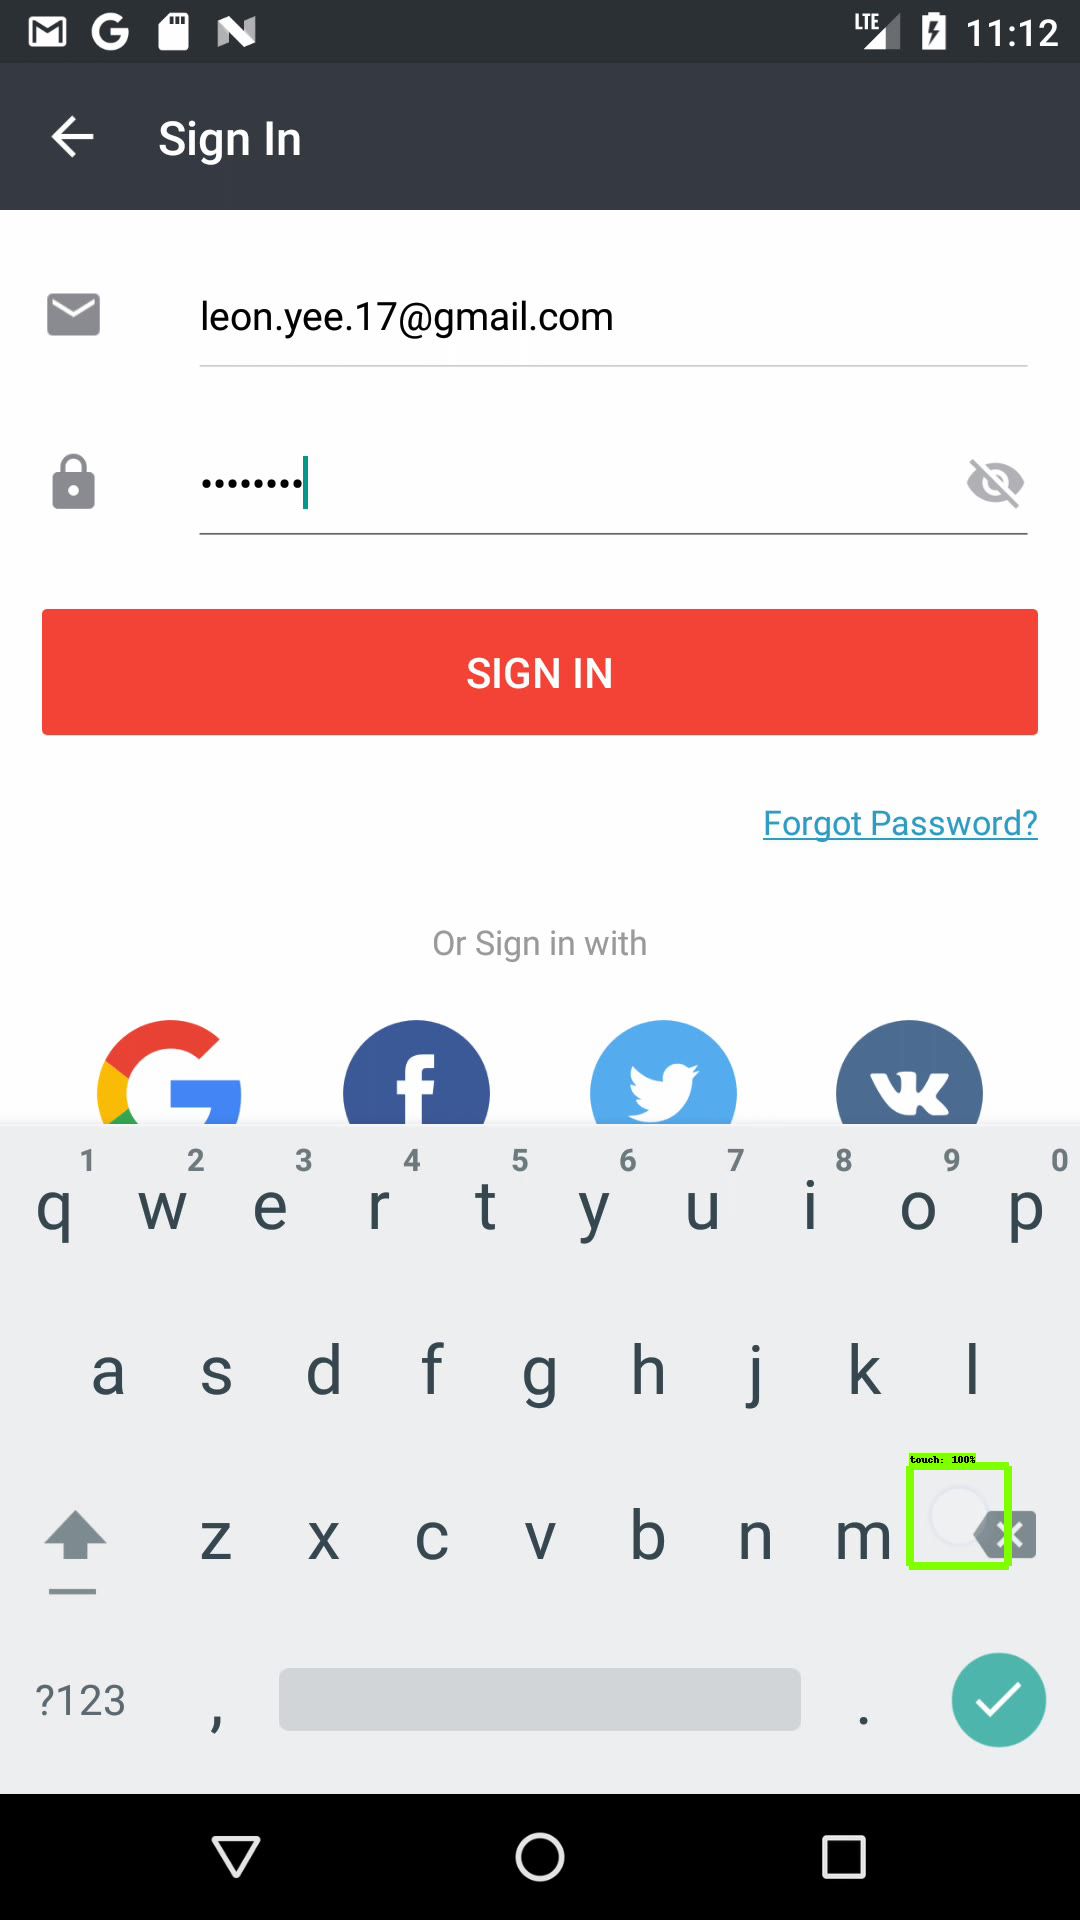 LTE 11:12
Sign In
leon.yee.17@gmail.com
••••••••
SIGN IN
Forgot Password?
Or Sign in with
1 2 3 4 5 6 7 8 9 0
q w e r t y u i o p
a s d f g h j k l
touch: 100%
z x c v b n m
?123 , .